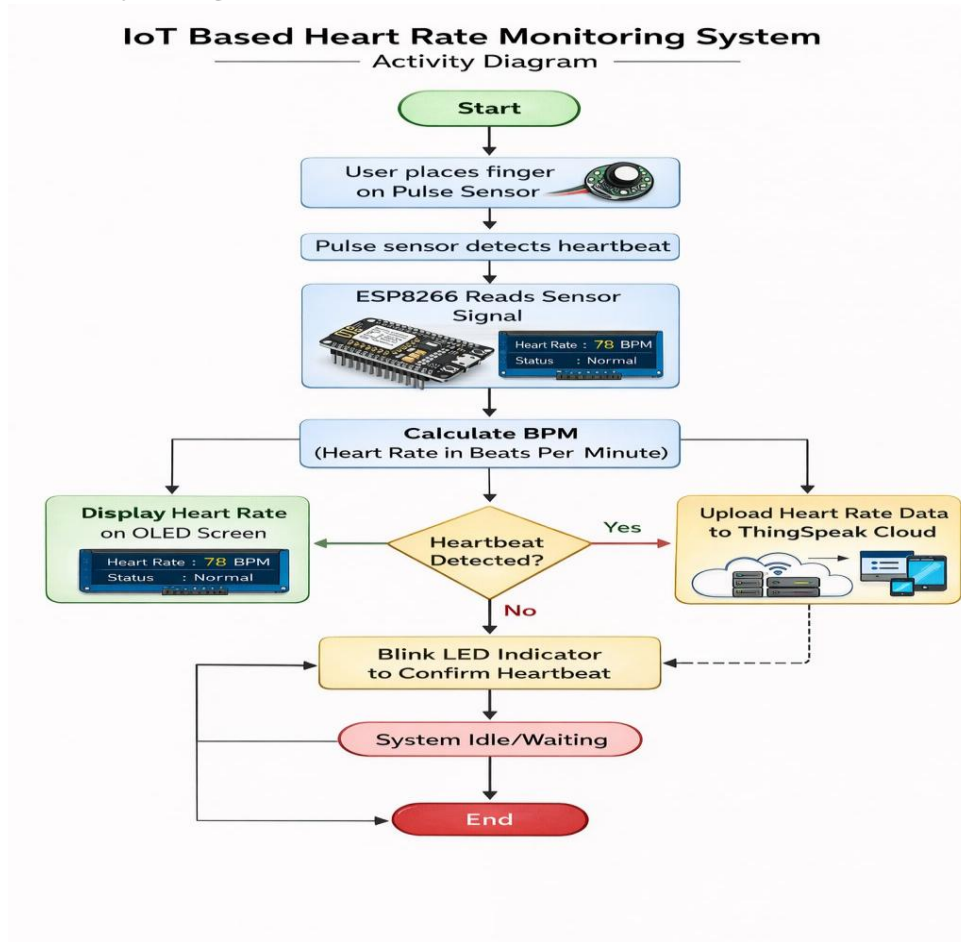 IoT Based Heart Rate Monitoring System
Activity Diagram
Start
User places finger
on Pulse Sensor
Pulse sensor detects heartbeat
ESP8266 Reads Sensor
Signal
Heart Rate : 78 BPM
Status : Normal
Calculate BPM
(Heart Rate in Beats Per Minute)
Display Heart Rate
on OLED Screen
Heart Rate : 78 BPM
Status : Normal
Heartbeat
Detected?
Yes
Upload Heart Rate Data
to ThingSpeak Cloud
No
Blink LED Indicator
to Confirm Heartbeat
System Idle/Waiting
End